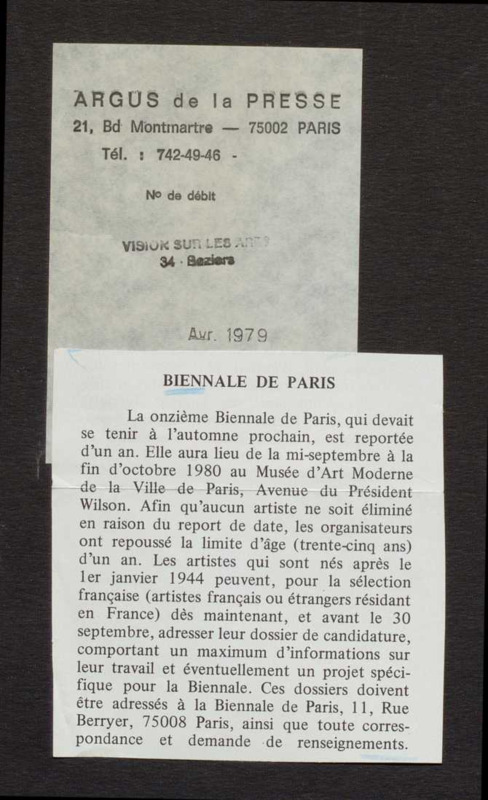 ARGUS de la PRESSE
21, Bd Montmartre — 75002 PARIS
Tél. : 742-49-46 -
No de débit
VISION SUR LES ARTS
34 - Beziers
Avr. 1979
BIENNALE DE PARIS
La onzième Biennale de Paris, qui devait
se tenir à l'automne prochain, est reportée
d'un an. Elle aura lieu de la mi-septembre à la
fin d'octobre 1980 au Musée d'Art Moderne
de la Ville de Paris, Avenue du Président
Wilson. Afin qu'aucun artiste ne soit éliminé
en raison du report de date, les organisateurs
ont repoussé la limite d'âge (trente-cinq ans)
d'un an. Les artistes qui sont nés après le
1er janvier 1944 peuvent, pour la sélection
française (artistes français ou étrangers résidant
en France) dès maintenant, et avant le 30
septembre, adresser leur dossier de candidature,
comportant un maximum d'informations sur
leur travail et éventuellement un projet spéci-
fique pour la Biennale. Ces dossiers doivent
être adressés à la Biennale de Paris, 11, Rue
Berryer, 75008 Paris, ainsi que toute corres-
pondance et demande de renseignements.